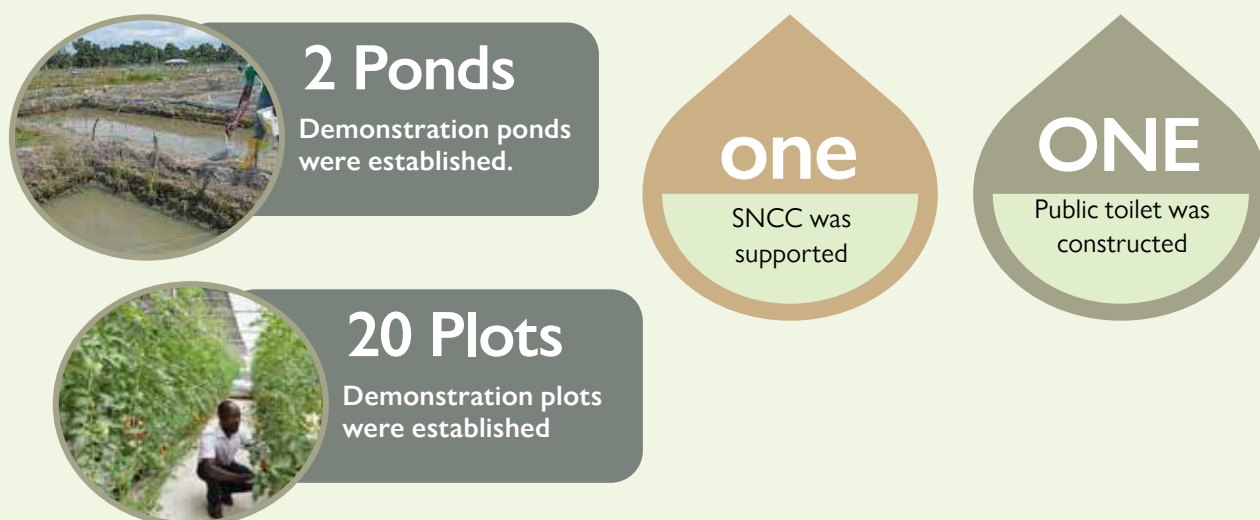 2 Ponds
Demonstration ponds
were established.
one
SNCC was
supported
ONE
Public toilet was
constructed
20 Plots
Demonstration plots
were established